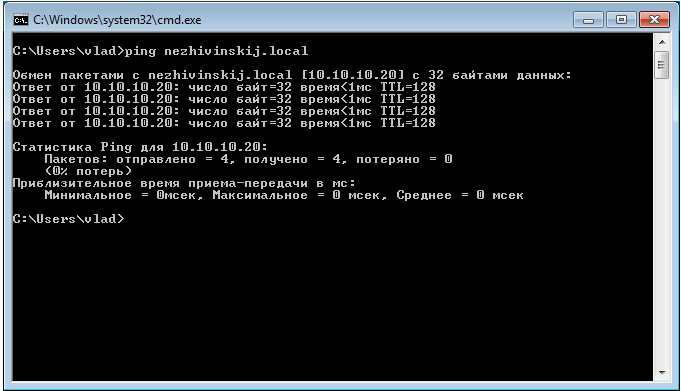 C:\Windows\system32\cmd.exe
C:\Users\vlad>ping nezhivinskij.local
Обмен пакетами с nezhivinskij.local [10.10.10.20] с 32 байтами данных:
Ответ от 10.10.10.20: число байт=32 время<1мс TTL=128
Ответ от 10.10.10.20: число байт=32 время<1мс TTL=128
Ответ от 10.10.10.20: число байт=32 время<1мс TTL=128
Ответ от 10.10.10.20: число байт=32 время<1мс TTL=128
Статистика Ping для 10.10.10.20:
Пакетов: отправлено = 4, получено = 4, потеряно = 0
(0% потерь)
Приблизительное время приема-передачи в мс:
Минимальное = 0мсек, Максимальное = 0 мсек, Среднее = 0 мсек
C:\Users\vlad>